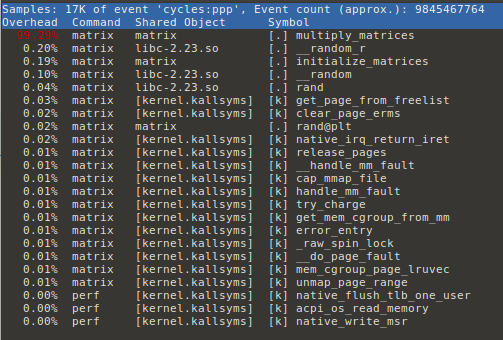 Samples: 17K of event 'cycles:ppp', Event count (approx.): 9845467764
Overhead  Command  Shared Object      Symbol
99.29%  matrix   matrix             [.] multiply_matrices
0.20%  matrix   libc-2.23.so       [.] __random_r
0.19%  matrix   matrix             [.] initialize_matrices
0.10%  matrix   libc-2.23.so       [.] __random
0.04%  matrix   libc-2.23.so       [.] rand
0.03%  matrix   [kernel.kallsyms]  [k] get_page_from_freelist
0.02%  matrix   [kernel.kallsyms]  [k] clear_page_erms
0.02%  matrix   matrix             [.] rand@plt
0.02%  matrix   [kernel.kallsyms]  [k] native_irq_return_iret
0.01%  matrix   [kernel.kallsyms]  [k] release_pages
0.01%  matrix   [kernel.kallsyms]  [k] __handle_mm_fault
0.01%  matrix   [kernel.kallsyms]  [k] cap_mmap_file
0.01%  matrix   [kernel.kallsyms]  [k] handle_mm_fault
0.01%  matrix   [kernel.kallsyms]  [k] try_charge
0.01%  matrix   [kernel.kallsyms]  [k] get_mem_cgroup_from_mm
0.01%  matrix   [kernel.kallsyms]  [k] error_entry
0.01%  matrix   [kernel.kallsyms]  [k] _raw_spin_lock
0.01%  matrix   [kernel.kallsyms]  [k] __do_page_fault
0.01%  matrix   [kernel.kallsyms]  [k] mem_cgroup_page_lruvec
0.01%  matrix   [kernel.kallsyms]  [k] unmap_page_range
0.00%  perf     [kernel.kallsyms]  [k] native_flush_tlb_one_user
0.00%  perf     [kernel.kallsyms]  [k] acpi_os_read_memory
0.00%  perf     [kernel.kallsyms]  [k] native_write_msr